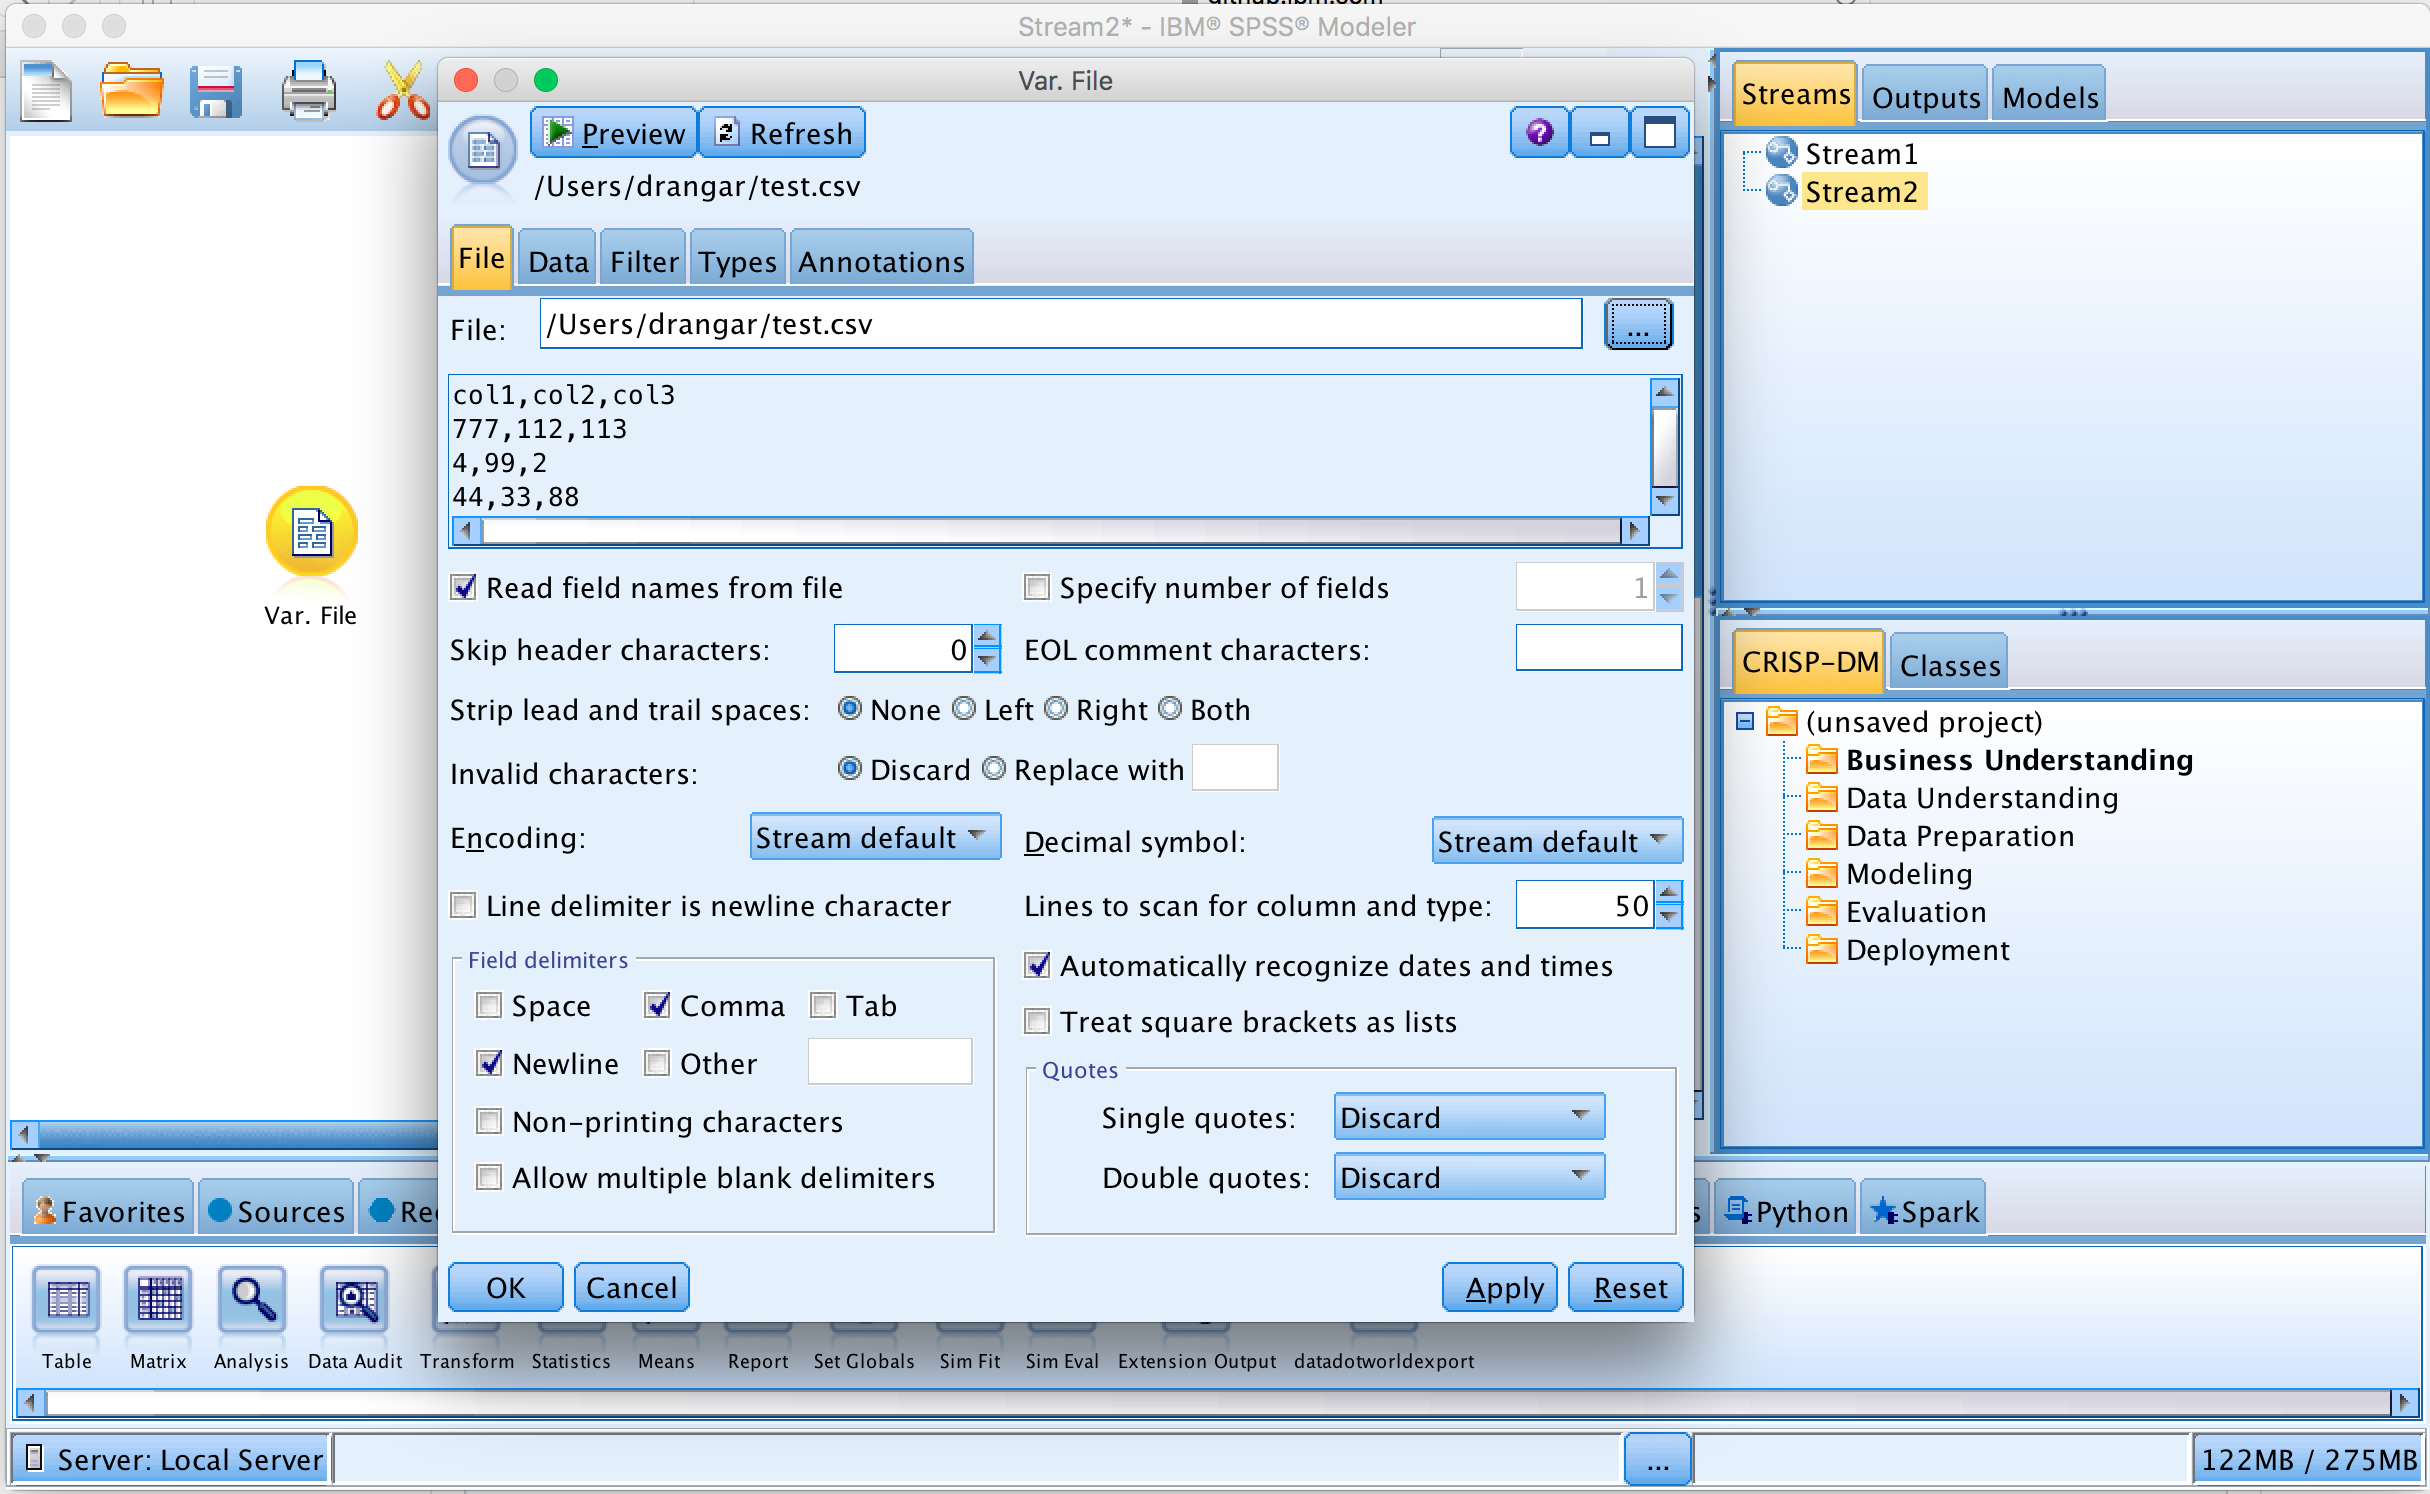 Stream2* - IBM® SPSS® Modeler
Var. File
Preview Refresh
/Users/drangar/test.csv
File Data Filter Types Annotations
File: /Users/drangar/test.csv ...
col1,col2,col3
777,112,113
4,99,2
44,33,88
Read field names from file Specify number of fields 1
Skip header characters: 0 EOL comment characters:
Strip lead and trail spaces: None Left Right Both
Invalid characters: Discard Replace with
Encoding: Stream default Decimal symbol: Stream default
Line delimiter is newline character Lines to scan for column and type: 50
Field delimiters
Space Comma Tab
Newline Other
Non-printing characters
Allow multiple blank delimiters
Automatically recognize dates and times
Treat square brackets as lists
Quotes
Single quotes: Discard
Double quotes: Discard
OK Cancel Apply Reset
Var. File
Streams Outputs Models
Stream1
Stream2
CRISP-DM Classes
(unsaved project)
Business Understanding
Data Understanding
Data Preparation
Modeling
Evaluation
Deployment
Favorites Sources Python Spark
Table Matrix Analysis Data Audit Transform Statistics Means Report Set Globals Sim Fit Sim Eval Extension Output datadotworldexport
Server: Local Server ... 122MB / 275MB